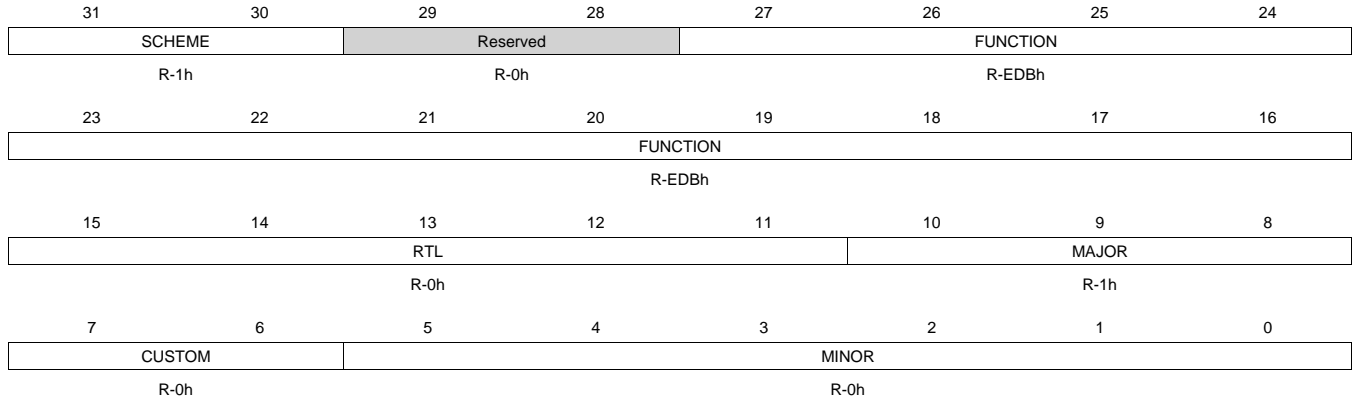 31 30 29 28 27 26 25 24
SCHEME Reserved FUNCTION
R-1h R-0h R-EDBh
23 22 21 20 19 18 17 16
FUNCTION
R-EDBh
15 14 13 12 11 10 9 8
RTL MAJOR
R-0h R-1h
7 6 5 4 3 2 1 0
CUSTOM MINOR
R-0h R-0h